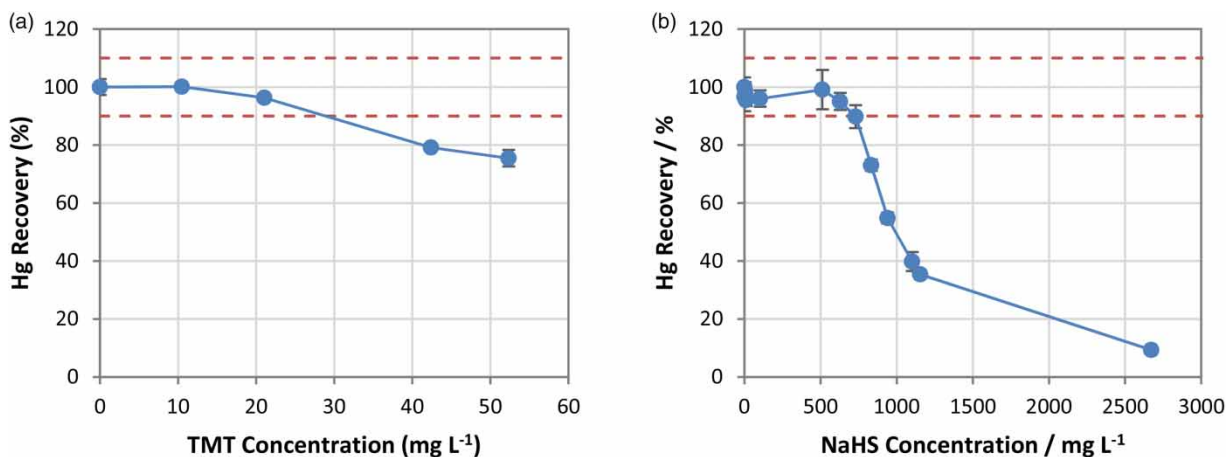 (a)
120
100
80
60
40
20
0
Hg Recovery (%)
0 10 20 30 40 50 60
TMT Concentration (mg L-1)
(b)
120
100
80
60
40
20
0
Hg Recovery / %
0 500 1000 1500 2000 2500 3000
NaHS Concentration / mg L-1